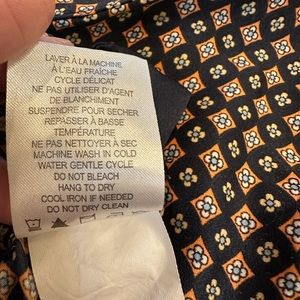 LAVER À LA MACHINE
À L'EAU FRAÎCHE
CYCLE DÉLICAT
NE PAS UTILISER D'AGENT
DE BLANCHIMENT
SUSPENDRE POUR SECHER
REPASSER À BASSE
TEMPÉRATURE
NE PAS NETTOYER À SEC
MACHINE WASH IN COLD
WATER GENTLE CYCLE
DO NOT BLEACH
HANG TO DRY
COOL IRON IF NEEDED
DO NOT DRY CLEAN